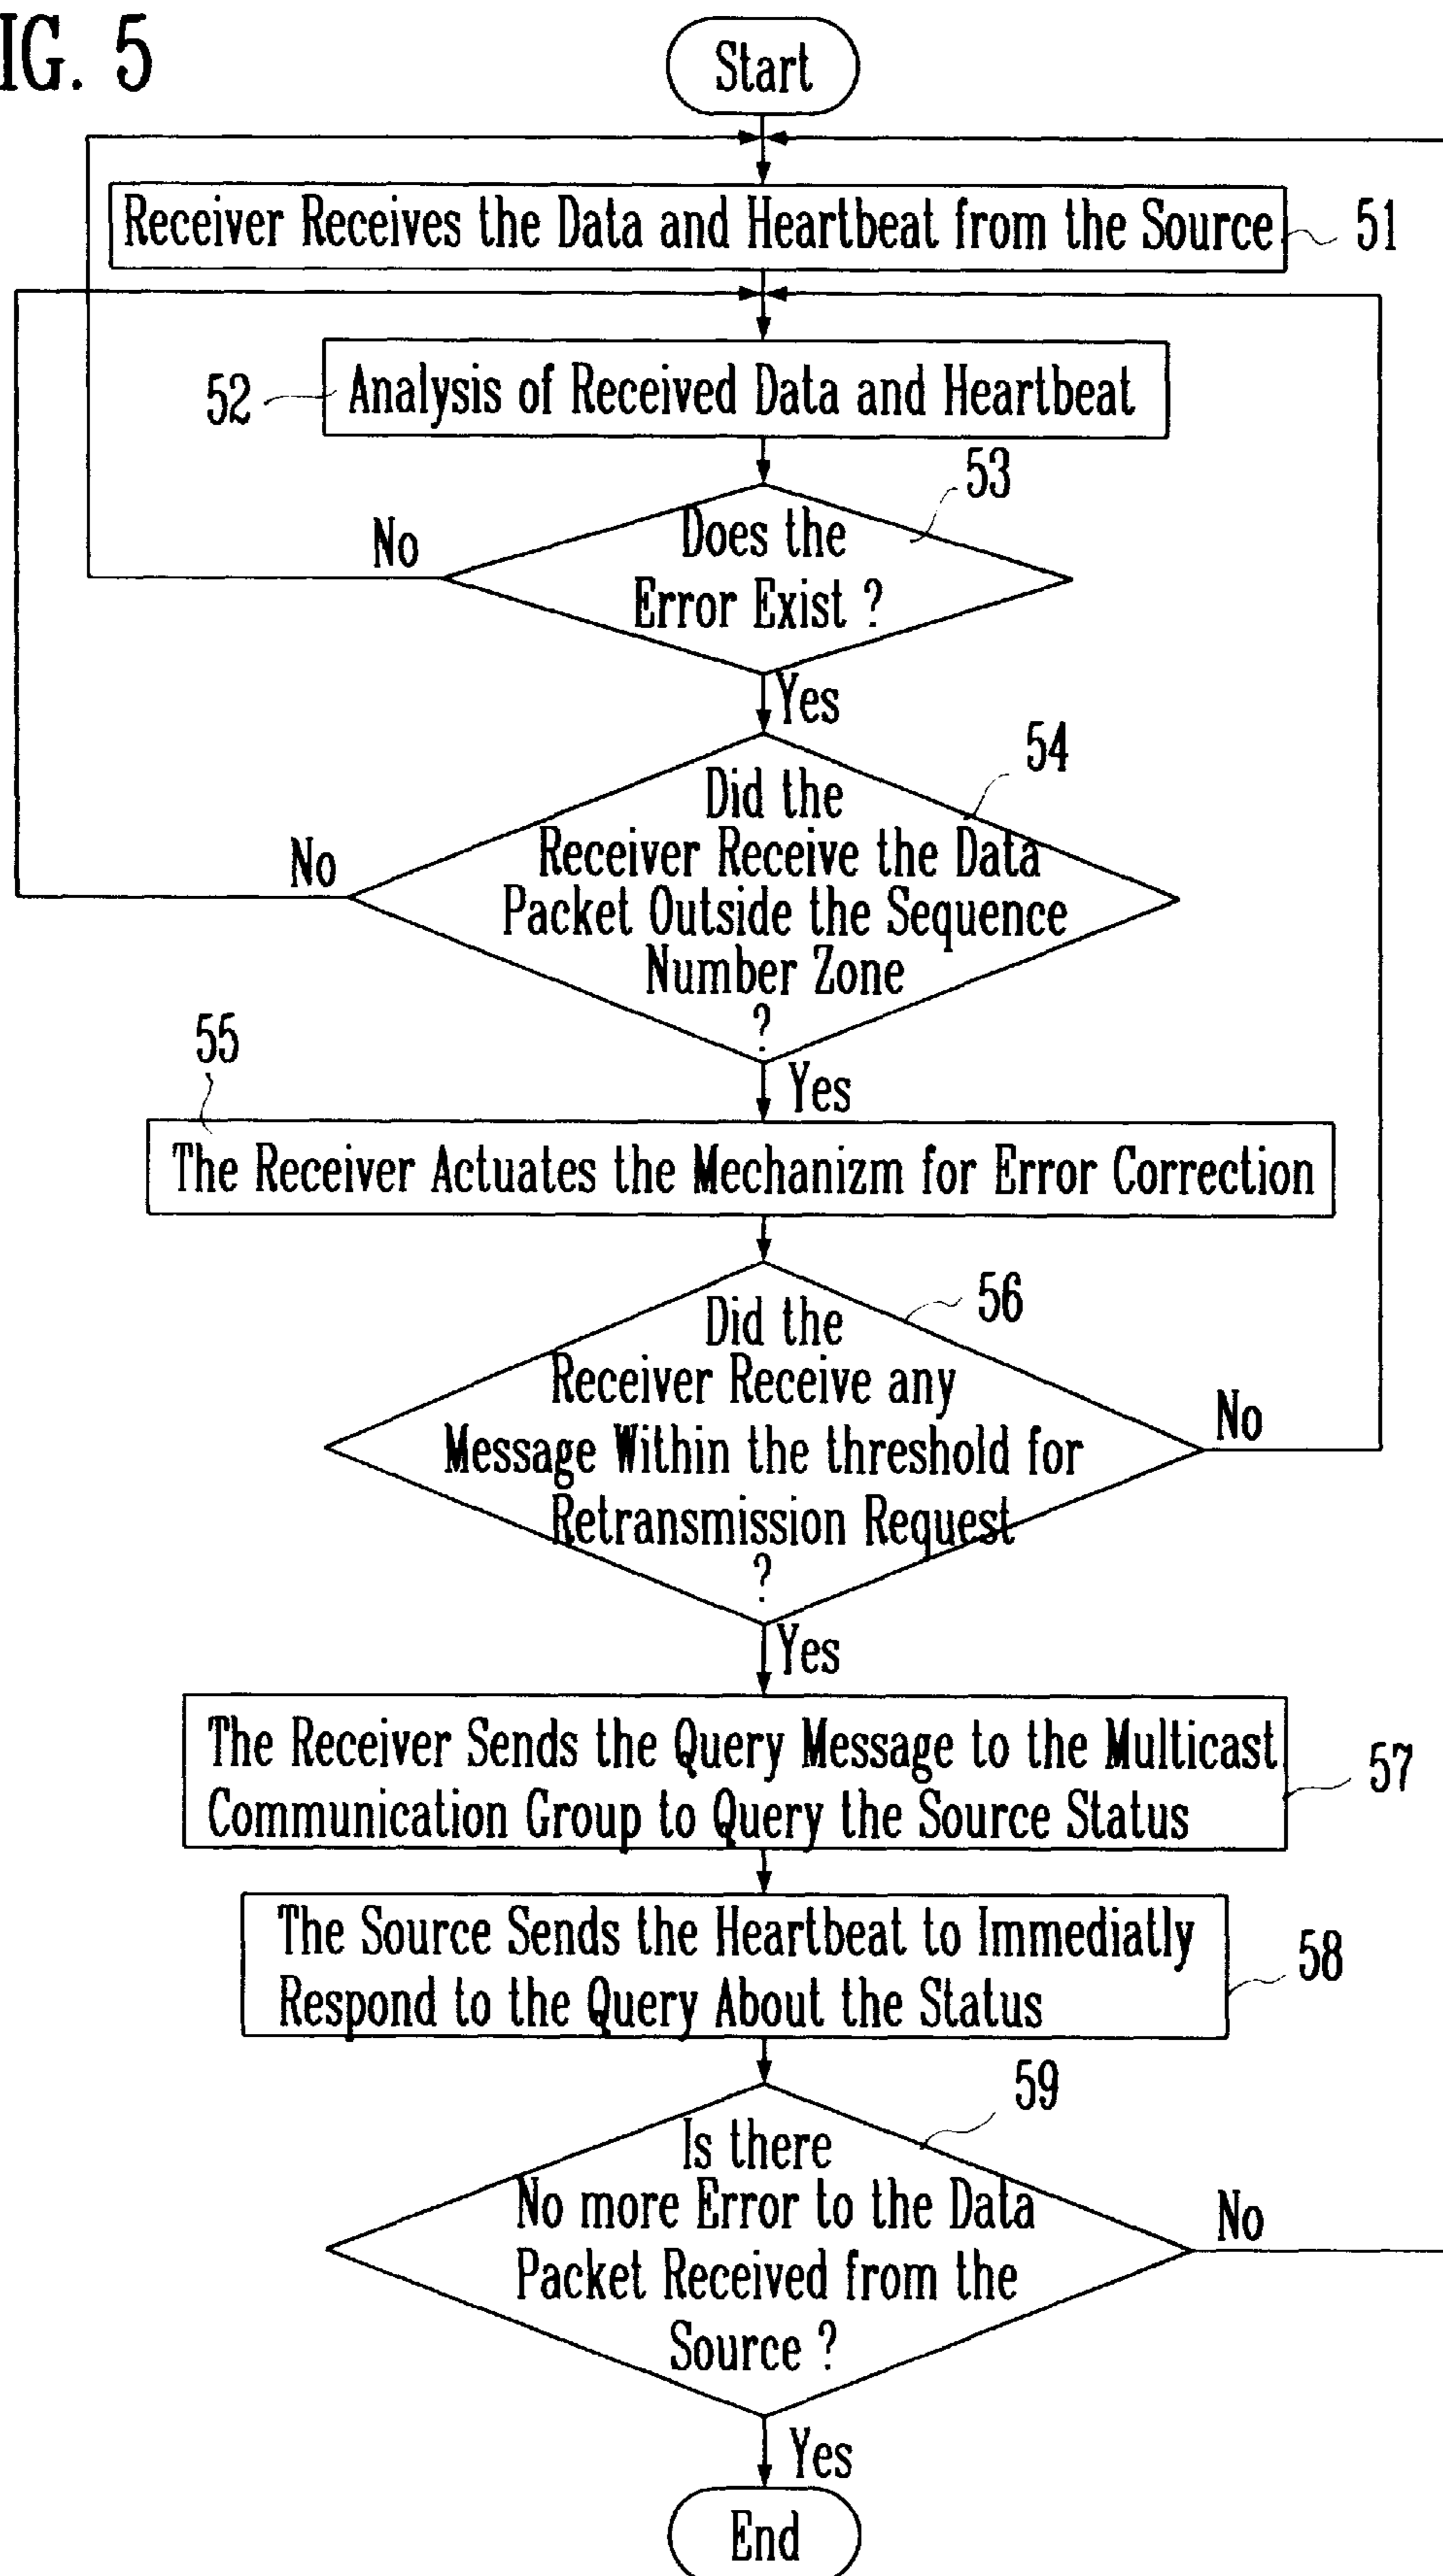 IG. 5
Start
Receiver Receives the Data and Heartbeat from the Source
51
52
Analysis of Received Data and Heartbeat
53
Does the
Error Exist ?
No
Yes
54
Did the
Receiver Receive the Data
Packet Outside the Sequence
Number Zone
?
No
Yes
55
The Receiver Actuates the Mechanizm for Error Correction
56
Did the
Receiver Receive any
Message Within the threshold for
Retransmission Request
?
No
Yes
The Receiver Sends the Query Message to the Multicast
Communication Group to Query the Source Status
57
The Source Sends the Heartbeat to Immediatly
Respond to the Query About the Status
58
59
Is there
No more Error to the Data
Packet Received from the
Source ?
No
Yes
End